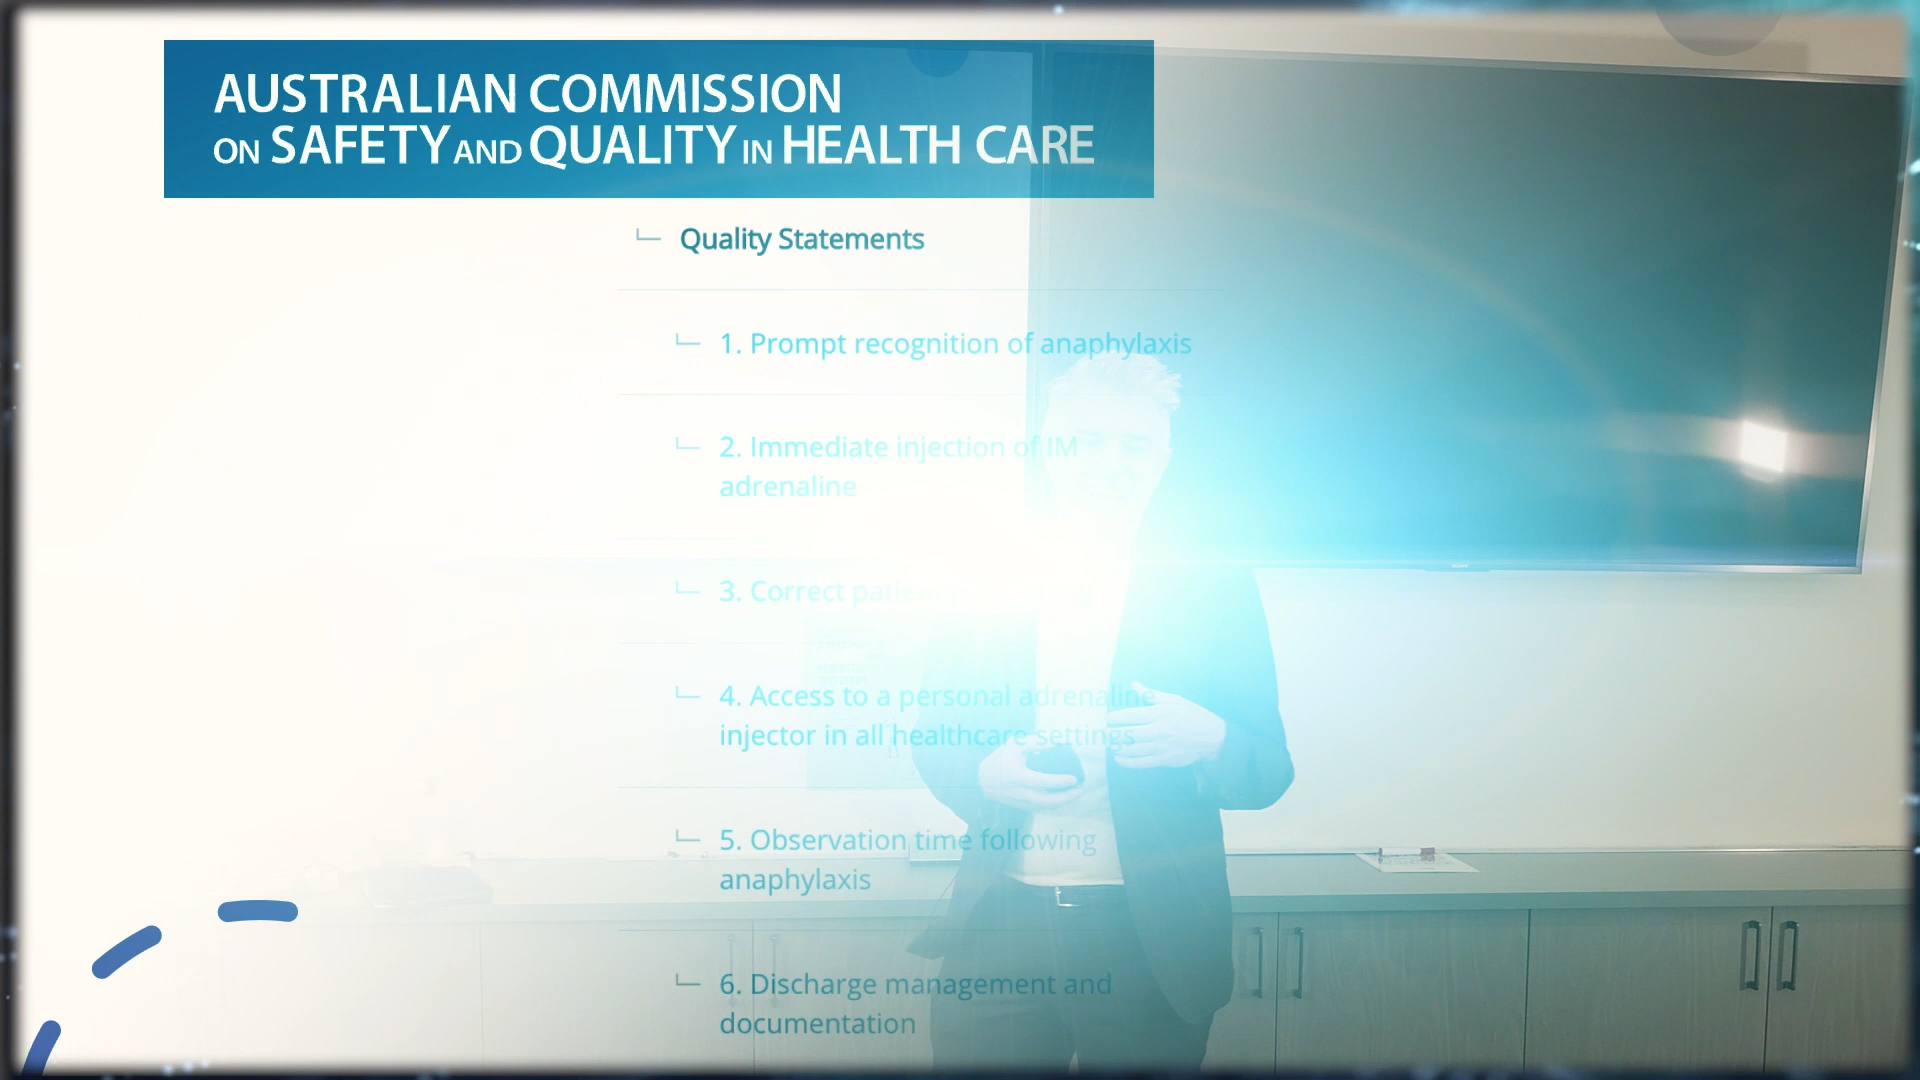 AUSTRALIAN COMMISSION
ON SAFETY AND QUALITY IN HEALTH CARE
Quality Statements
1. Prompt recognition of anaphylaxis
2. Immediate injection of IM
adrenaline
3. Correct patient
4. Access to a personal adrenaline
injector in all healthcare settings
5. Observation time following
anaphylaxis
6. Discharge management and
documentation